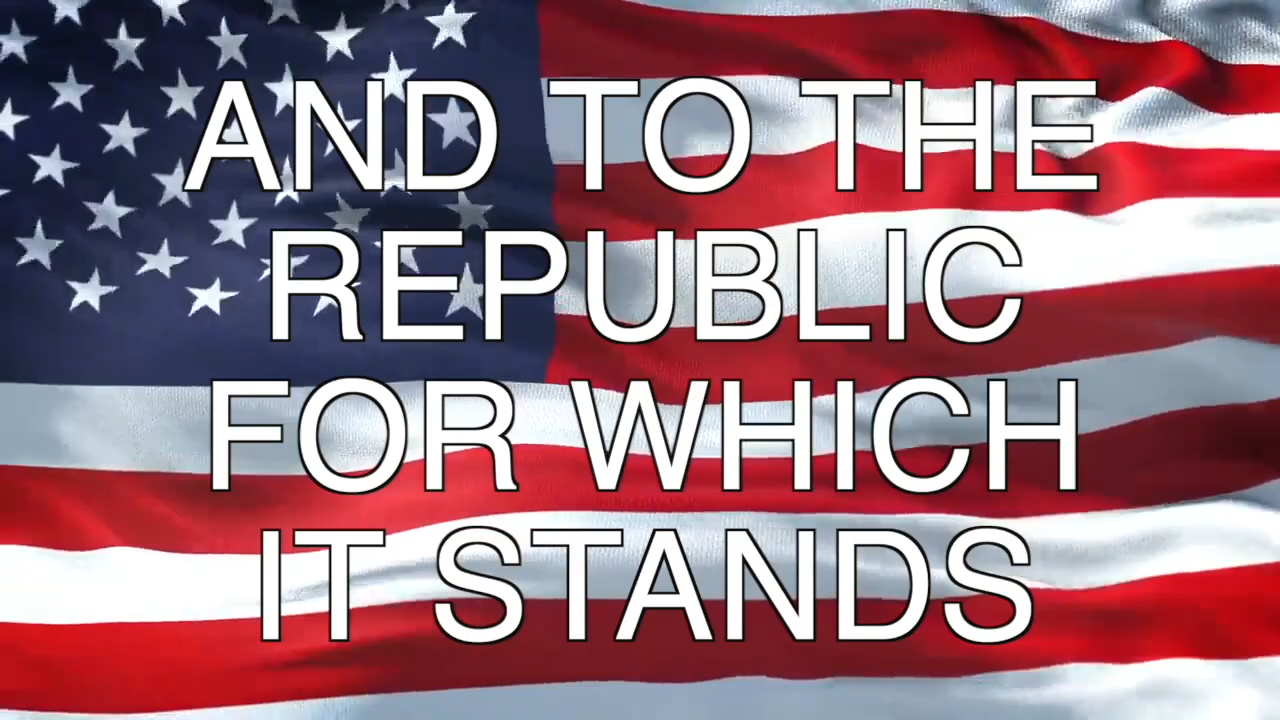 AND TO THE
REPUBLIC
FOR WHICH
IT STANDS